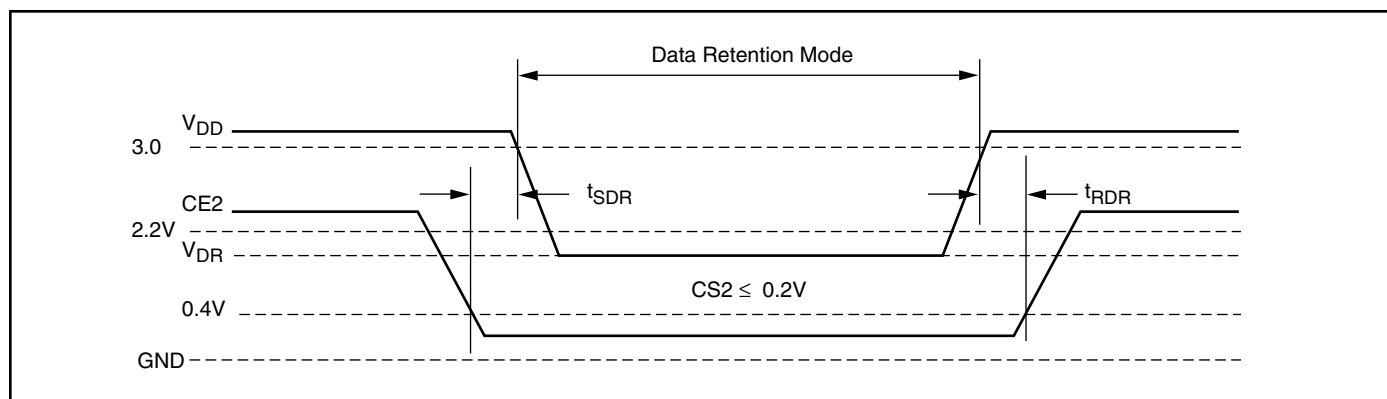 Data Retention Mode
VDD
3.0
tSDR
tRDR
CE2
2.2V
VDR
CS2 ≤ 0.2V
0.4V
GND